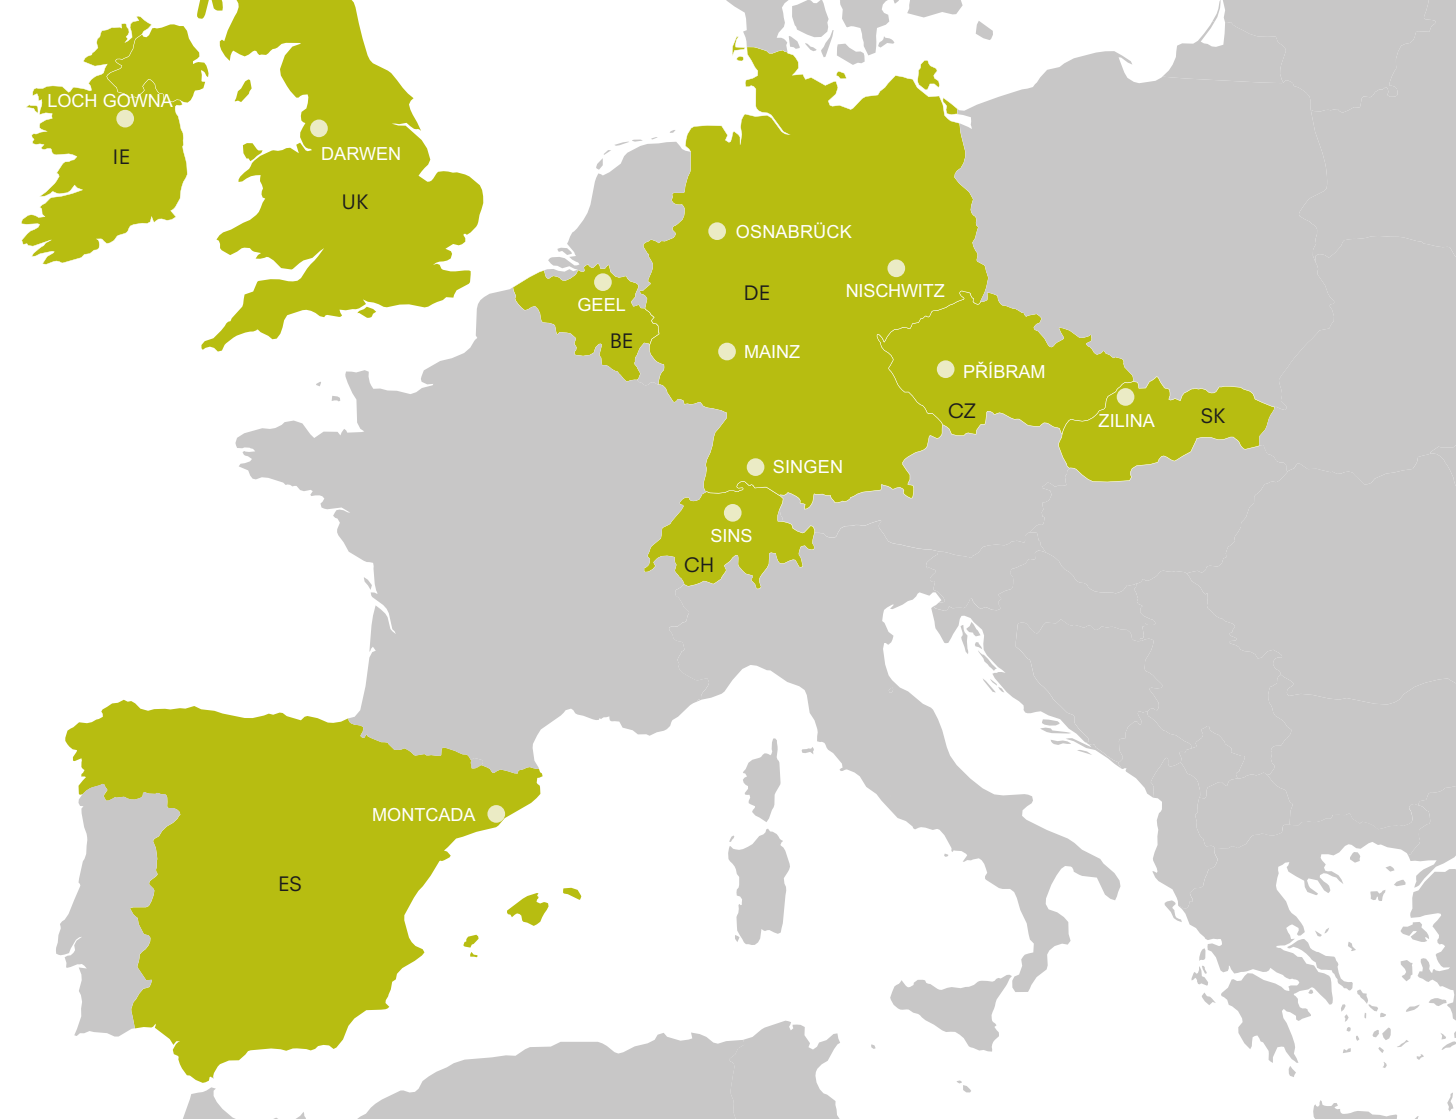 LOCH GOWNA
IE
DARWEN
UK
OSNABRÜCK
NISCHWITZ
DE
GEEL
BE
MAINZ
PŘÍBRAM
CZ
ZILINA
SK
SINGEN
SINS
CH
MONTCADA
ES